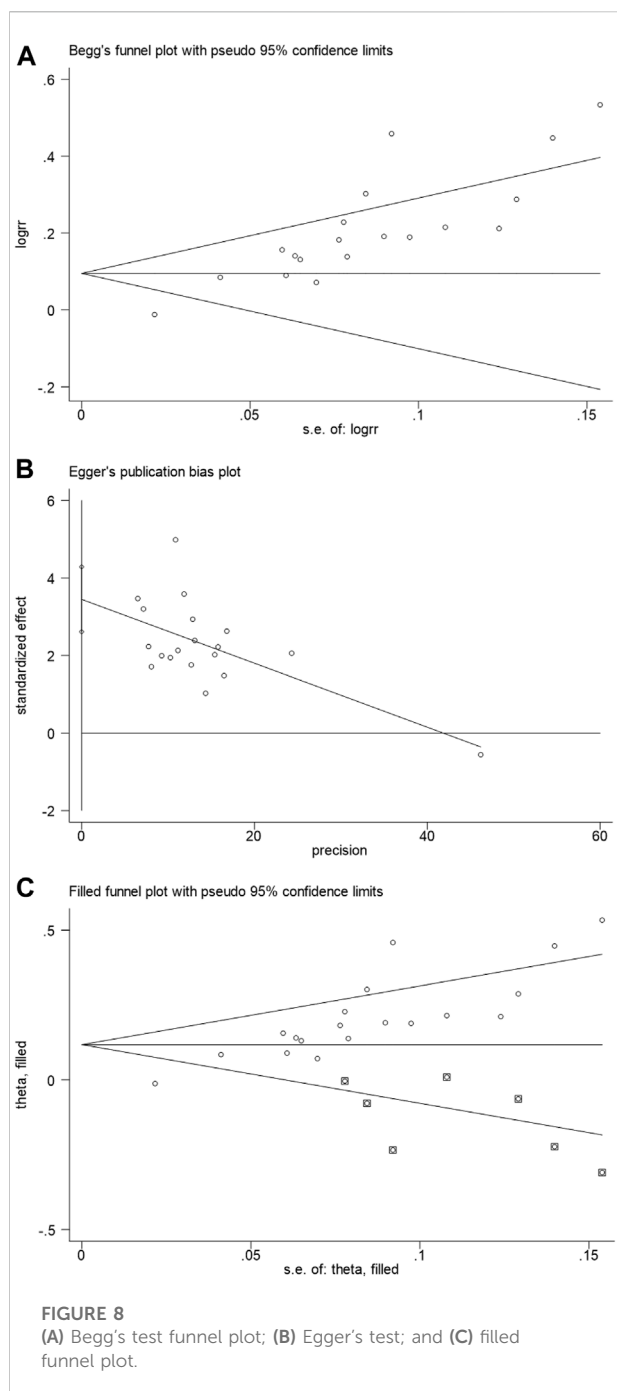 A
Begg's funnel plot with pseudo 95% confidence limits
.6
.4
.2
0
-.2
logrr
0
.05
.1
.15
s.e. of: logrr
B
Egger's publication bias plot
6
4
2
0
-2
standardized effect
0
20
40
60
precision
C
Filled funnel plot with pseudo 95% confidence limits
.5
0
-.5
theta, filled
0
.05
.1
.15
s.e. of: theta, filled
FIGURE 8
(A) Begg's test funnel plot; (B) Egger's test; and (C) filled
funnel plot.